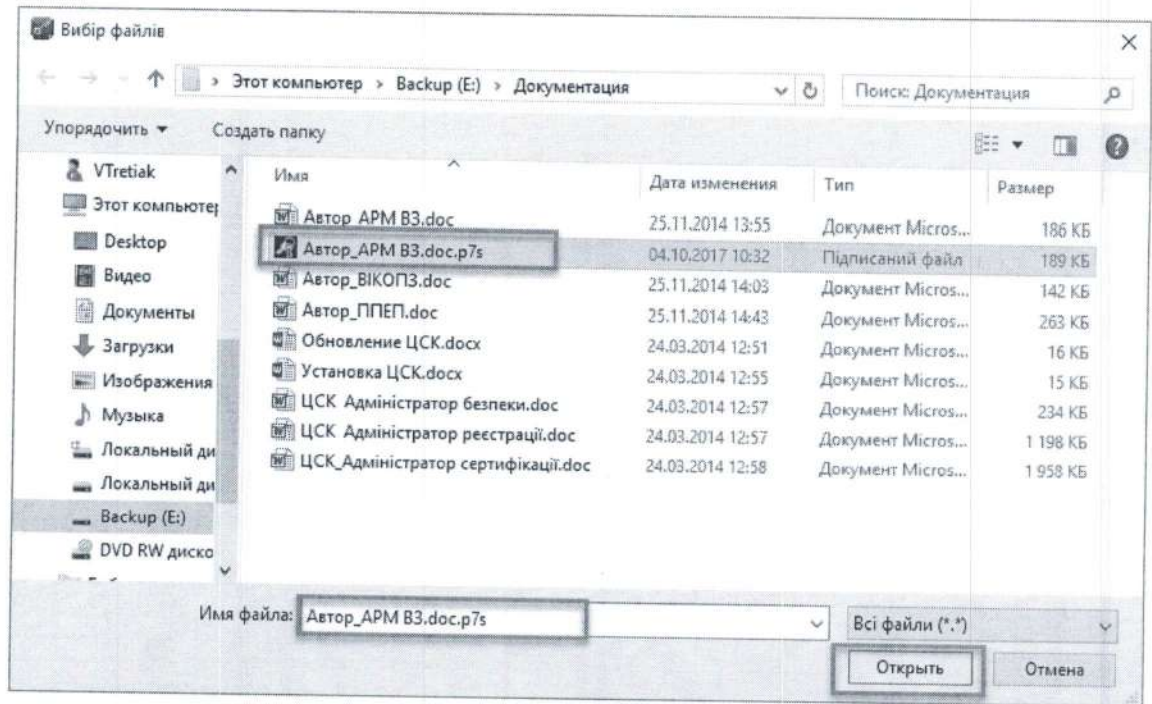 Вибір файлів
Этот компьютер > Backup (E:) > Документация
Поиск: Документация
Упорядочить
Создать папку
VTretiak
Этот компьютер
Desktop
Видео
Документы
Загрузки
Изображения
Музыка
Локальный ди
Локальный ди
Backup (E:)
DVD RW диско
Имя Дата изменения Тип Размер
Автор_АРМ ВЗ.doc 25.11.2014 13:55 Документ Micros... 186 КБ
Автор_АРМ ВЗ.doc.p7s 04.10.2017 10:32 Підписаний файл 189 КБ
Автор_ВІКОПЗ.doc 25.11.2014 14:03 Документ Micros... 142 КБ
Автор_ППЕП.doc 25.11.2014 14:43 Документ Micros... 263 КБ
Обновление ЦСК.docx 24.03.2014 12:51 Документ Micros... 16 КБ
Установка ЦСК.docx 24.03.2014 12:55 Документ Micros... 15 КБ
ЦСК_Адміністратор безпеки.doc 24.03.2014 12:57 Документ Micros... 234 КБ
ЦСК_Адміністратор реєстрації.doc 24.03.2014 12:57 Документ Micros... 1 198 КБ
ЦСК_Адміністратор сертифікації.doc 24.03.2014 12:58 Документ Micros... 1 958 КБ
Имя файла: Автор_АРМ ВЗ.doc.p7s
Всі файли (*.*)
Открыть
Отмена